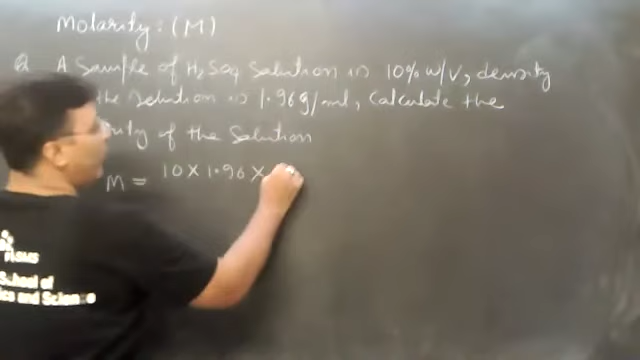 Molarity: (M)
Q A Sample of H2SO4 Solution is 10% w/v, density
the solution is 1.96g/ml, Calculate the
of the Solution
M = 10 X 1.96 X
School of
and Science